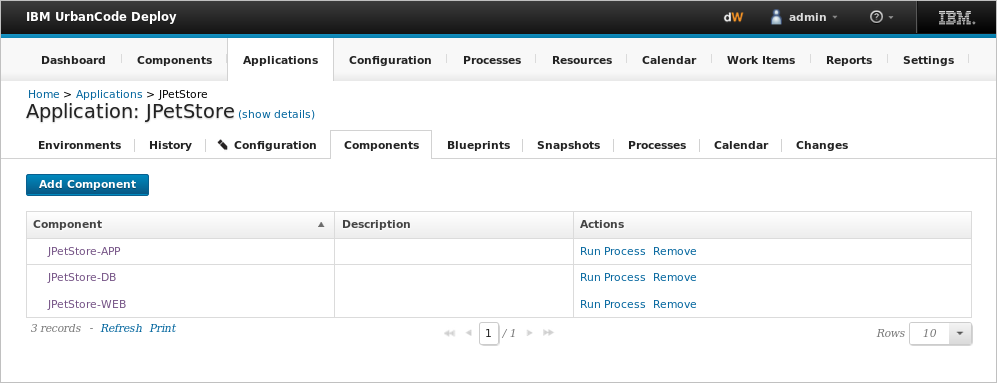 IBM UrbanCode Deploy dW admin ? IBM.
Dashboard Components Applications Configuration Processes Resources Calendar Work Items Reports Settings
Home > Applications > JPetStore
Application: JPetStore (show details)
Environments History Configuration Components Blueprints Snapshots Processes Calendar Changes
Add Component
Component Description Actions
JPetStore-APP Run Process Remove
JPetStore-DB Run Process Remove
JPetStore-WEB Run Process Remove
3 records - Refresh Print 1 / 1 Rows 10